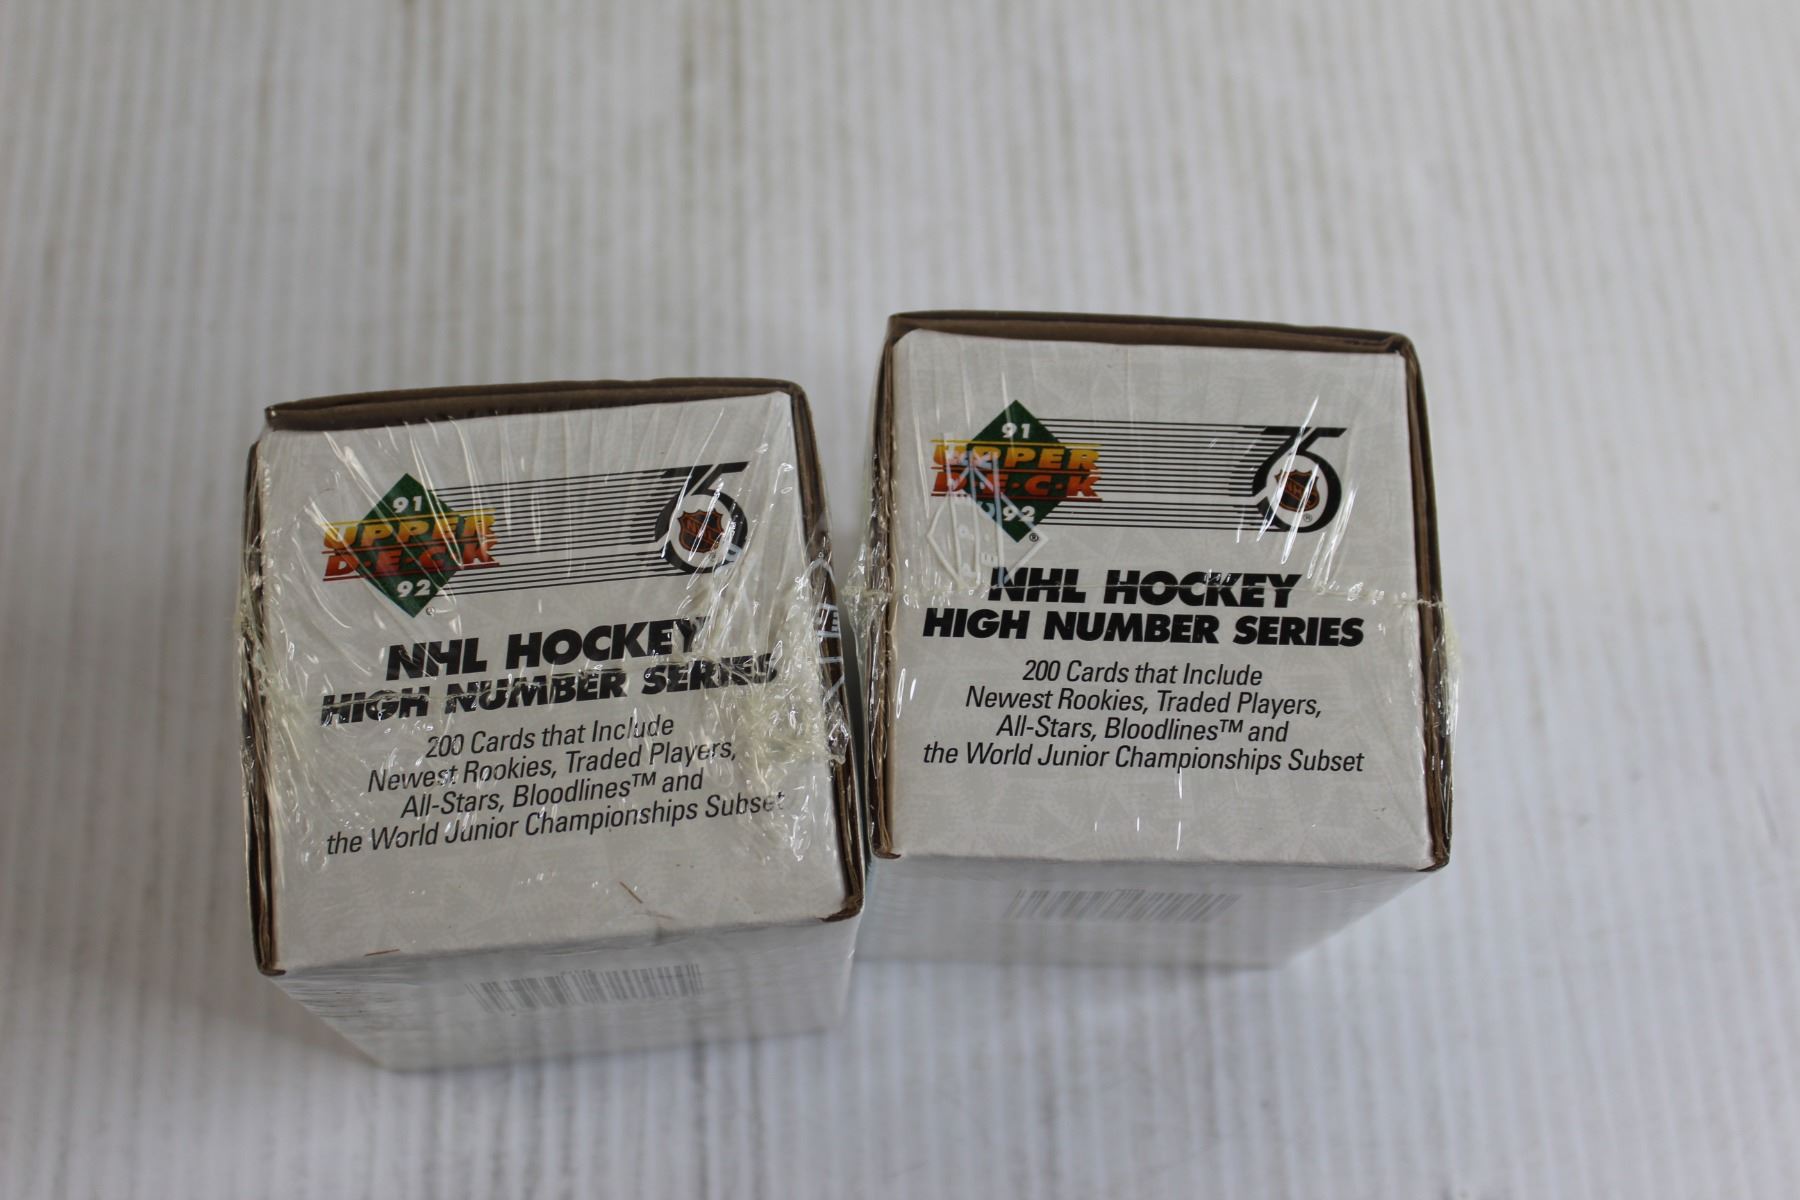 91
UPPER
D·E·C·K
92
75
NHL
NHL HOCKEY
HIGH NUMBER SERIES
200 Cards that Include
Newest Rookies, Traded Players,
All-Stars, Bloodlines™ and
the World Junior Championships Subset
91
UPPER
D·E·C·K
92
®
75
NHL
®
NHL HOCKEY
HIGH NUMBER SERIES
200 Cards that Include
Newest Rookies, Traded Players,
All-Stars, Bloodlines™ and
the World Junior Championships Subset